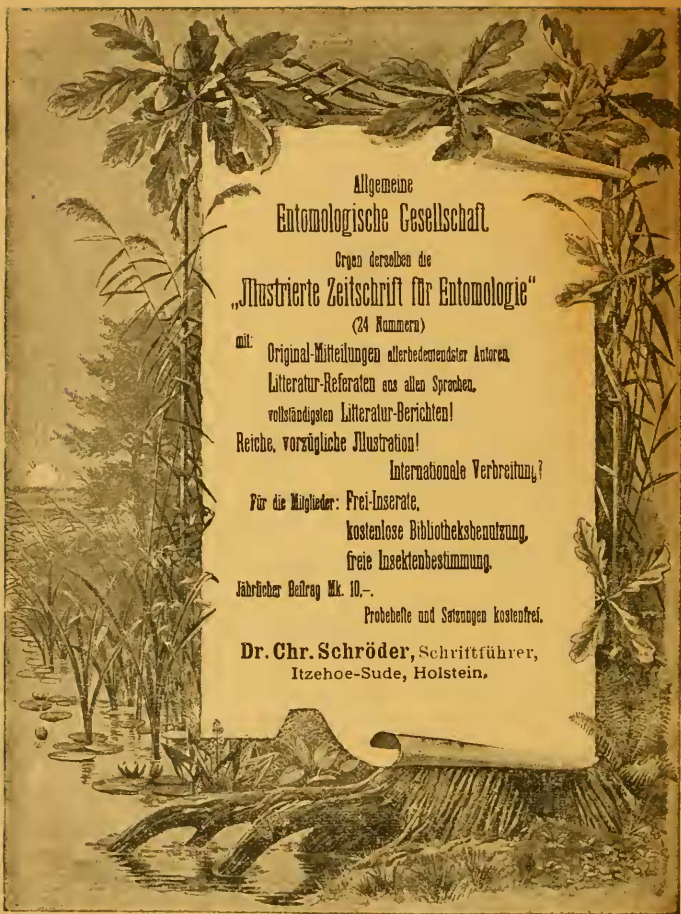 Allgemeine
Entomologische Gesellschaft
Organ derselben die
„Illustrierte Zeitschrift für Entomologie“
(24 Nummern)
mit:
Original-Mitteilungen allerbedeutendster Autoren,
Litteratur-Referaten aus allen Sprachen,
vollständigsten Litteratur-Berichten!
Reiche, vorzügliche Illustration!
Internationale Verbreitung!
Für die Mitglieder: Frei-Inserate,
kostenlose Bibliotheksbenutzung,
freie Insektenbestimmung.
Jährlicher Beitrag Mk. 10,–.
Probehefte und Satzungen kostenfrei.
Dr. Chr. Schröder, Schriftführer,
Itzehoe-Sude, Holstein.